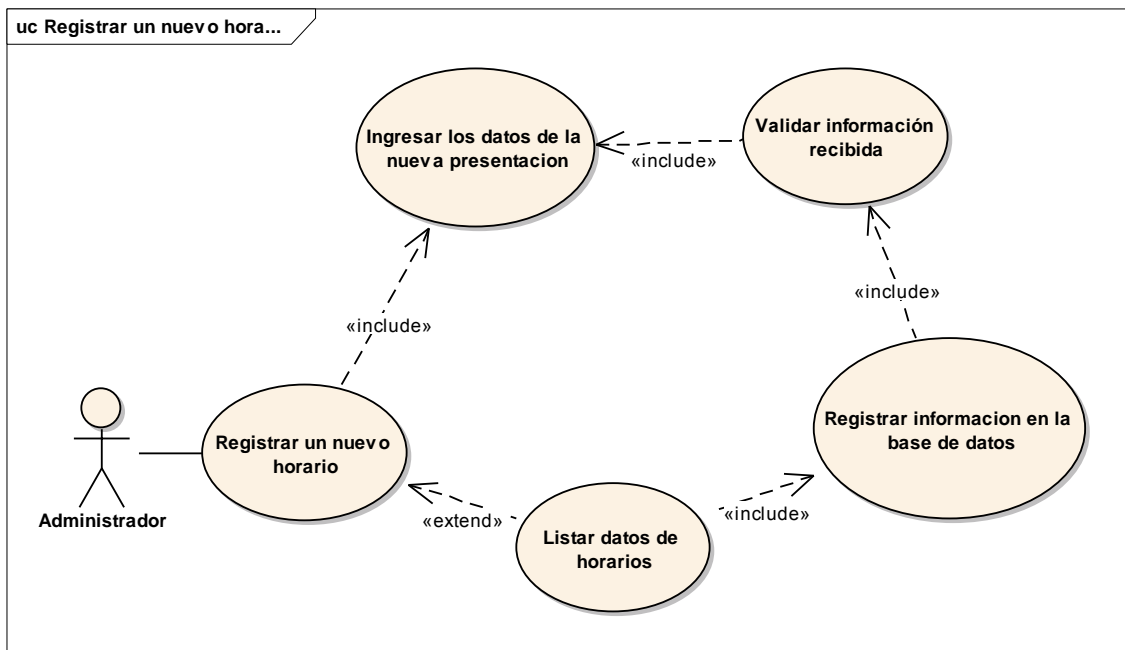 uc Registrar un nuevo hora...
Ingresar los datos de la
nueva presentacion
Validar información
recibida
«include»
«include»
«include»
Registrar un nuevo
horario
Registrar informacion en la
base de datos
Administrador
«extend»
Listar datos de
horarios
«include»